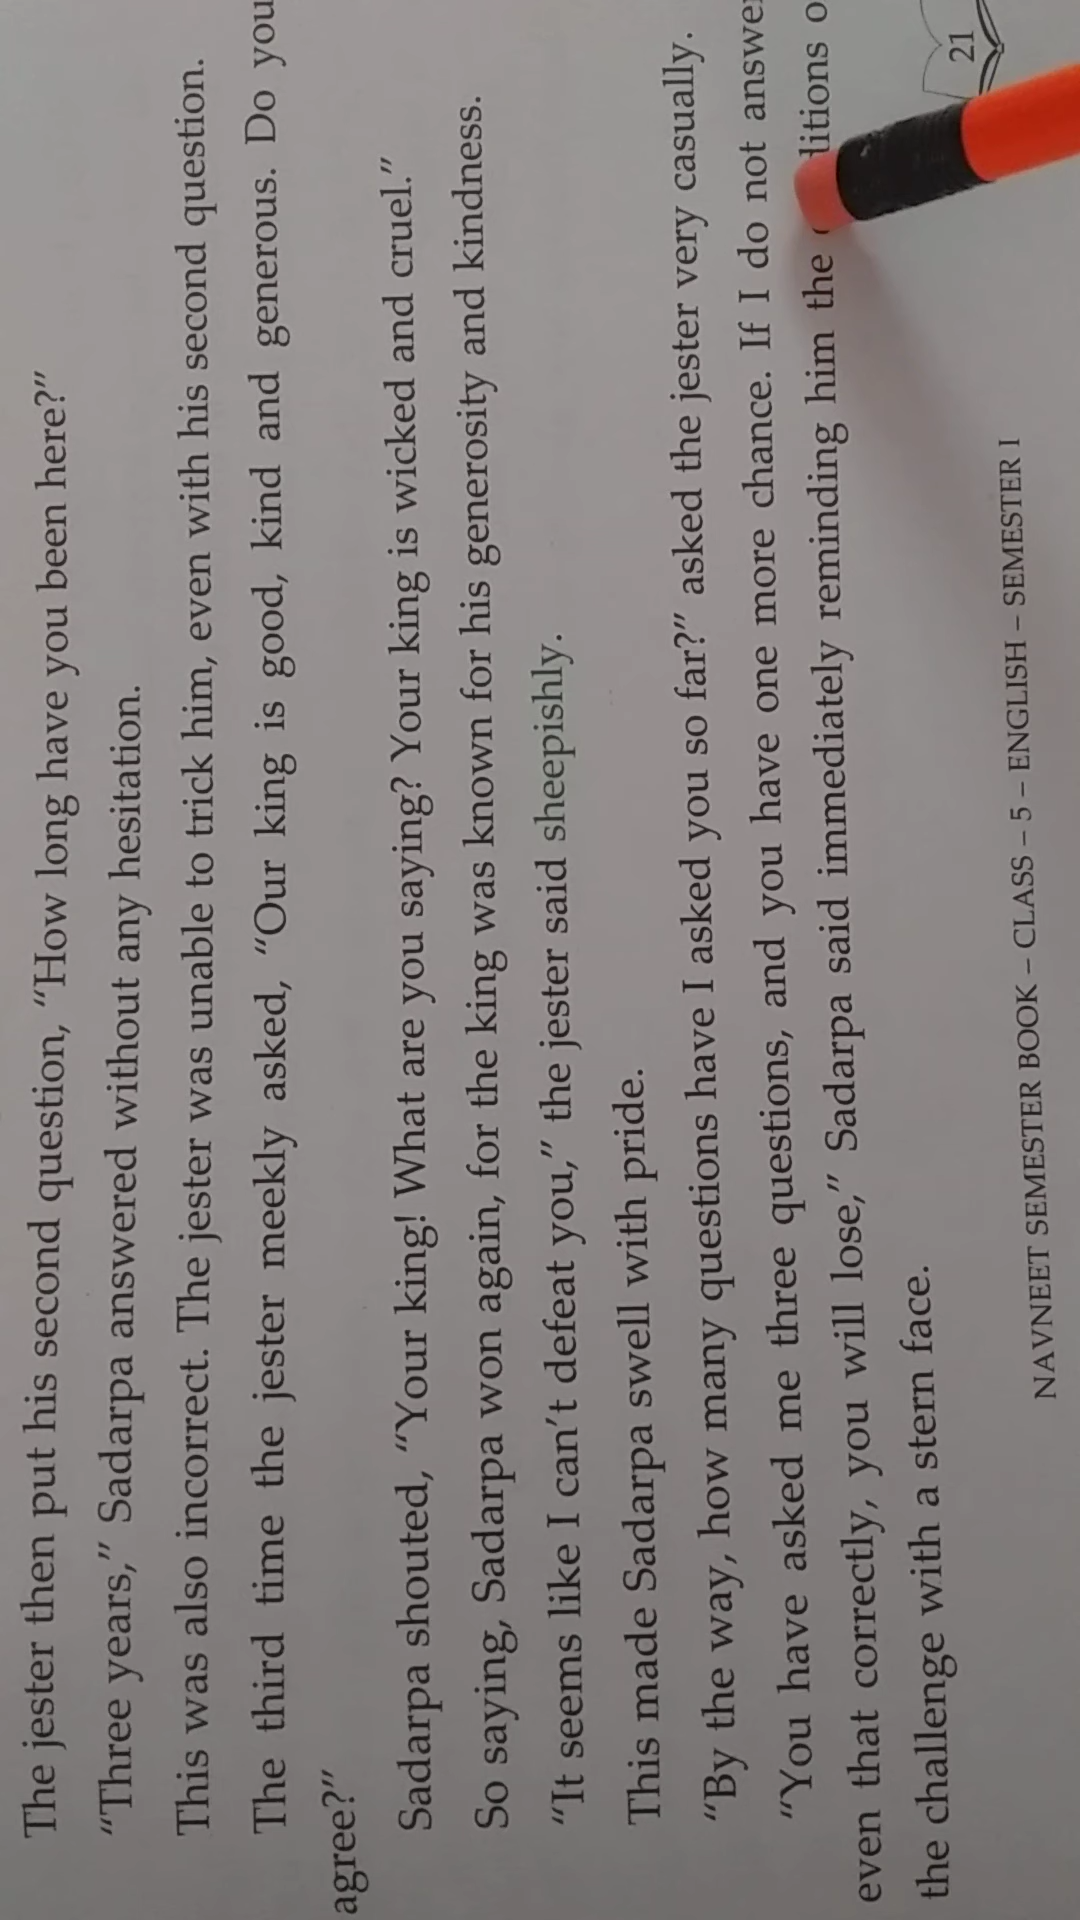 The jester then put his second question, “How long have you been here?”
“Three years,” Sadarpa answered without any hesitation.
This was also incorrect. The jester was unable to trick him, even with his second question.
The third time the jester meekly asked, “Our king is good, kind and generous. Do you
agree?”
Sadarpa shouted, “Your king! What are you saying? Your king is wicked and cruel.”
So saying, Sadarpa won again, for the king was known for his generosity and kindness.
“It seems like I can’t defeat you,” the jester said sheepishly.
This made Sadarpa swell with pride.
“By the way, how many questions have I asked you so far?” asked the jester very casually.
“You have asked me three questions, and you have one more chance. If I do not answer
even that correctly, you will lose,” Sadarpa said immediately reminding him the
the challenge with a stern face.
NAVNEET SEMESTER BOOK – CLASS – 5 – ENGLISH – SEMESTER I
21